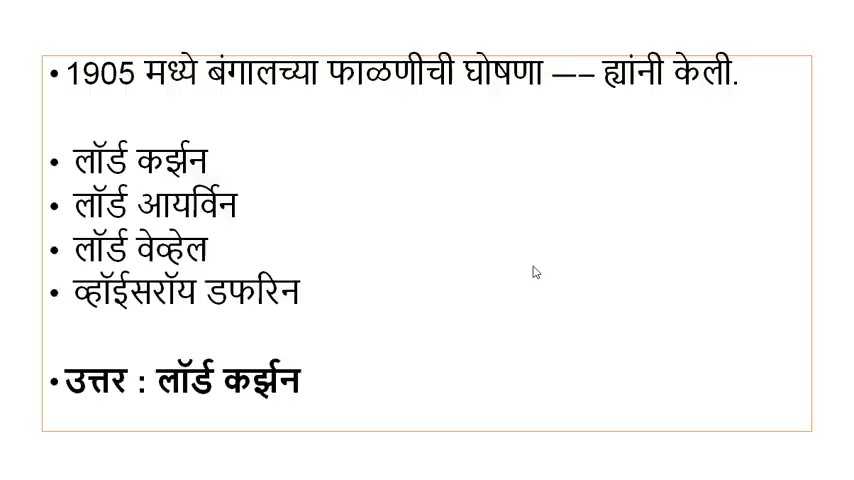 • 1905 मध्ये बंगालच्या फाळणीची घोषणा —– ह्यांनी केली.
• लॉर्ड कर्झन
• लॉर्ड आयर्विन
• लॉर्ड वेव्हेल
• व्हॉईसरॉय डफरिन
• उत्तर : लॉर्ड कर्झन